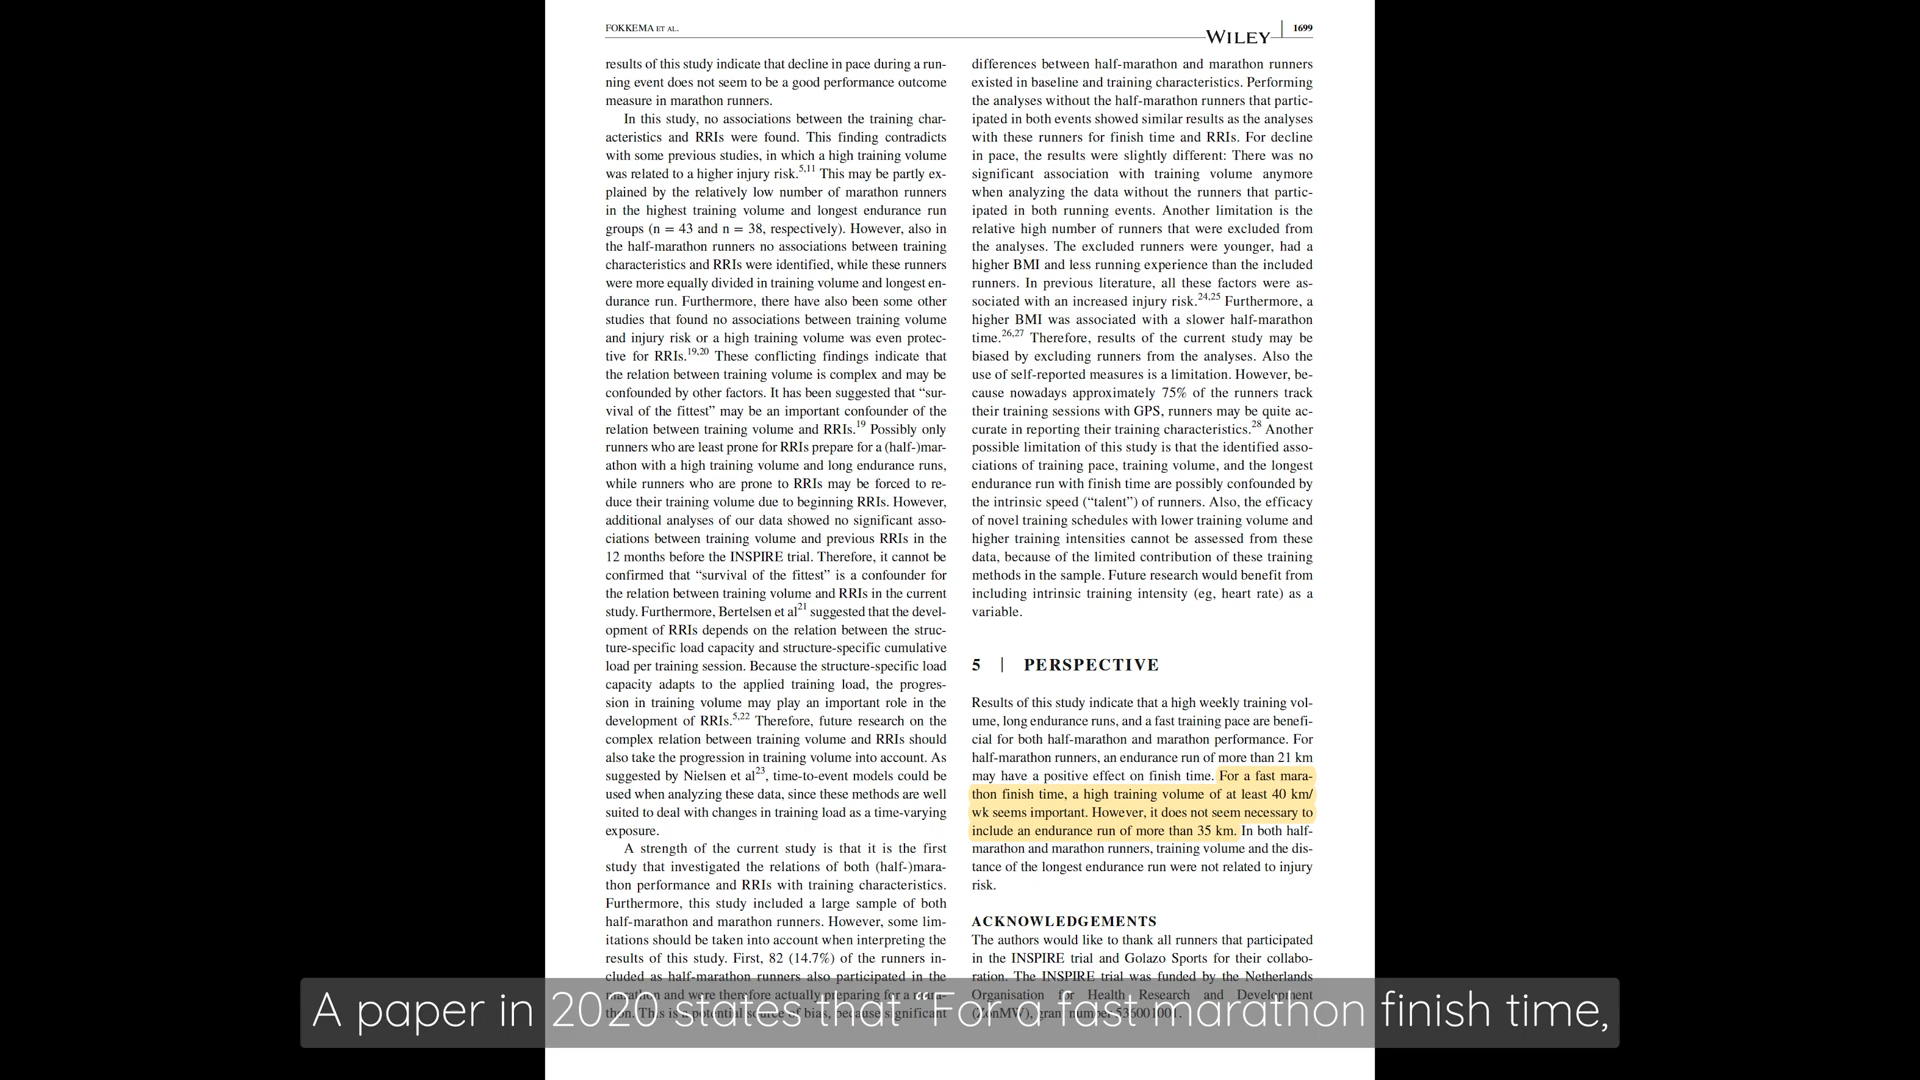 FOKKEMA ET AL.
WILEY
1699
results of this study indicate that decline in pace during a run-
ning event does not seem to be a good performance outcome
measure in marathon runners.
In this study, no associations between the training char-
acteristics and RRIs were found. This finding contradicts
with some previous studies, in which a high training volume
was related to a higher injury risk.5,11 This may be partly ex-
plained by the relatively low number of marathon runners
in the highest training volume and longest endurance run
groups (n = 43 and n = 38, respectively). However, also in
the half-marathon runners no associations between training
characteristics and RRIs were identified, while these runners
were more equally divided in training volume and longest en-
durance run. Furthermore, there have also been some other
studies that found no associations between training volume
and injury risk or a high training volume was even protec-
tive for RRIs.19,20 These conflicting findings indicate that
the relation between training volume is complex and may be
confounded by other factors. It has been suggested that “sur-
vival of the fittest” may be an important confounder of the
relation between training volume and RRIs.19 Possibly only
runners who are least prone for RRIs prepare for a (half-)mar-
athon with a high training volume and long endurance runs,
while runners who are prone to RRIs may be forced to re-
duce their training volume due to beginning RRIs. However,
additional analyses of our data showed no significant asso-
ciations between training volume and previous RRIs in the
12 months before the INSPIRE trial. Therefore, it cannot be
confirmed that “survival of the fittest” is a confounder for
the relation between training volume and RRIs in the current
study. Furthermore, Bertelsen et al21 suggested that the devel-
opment of RRIs depends on the relation between the struc-
ture-specific load capacity and structure-specific cumulative
load per training session. Because the structure-specific load
capacity adapts to the applied training load, the progres-
sion in training volume may play an important role in the
development of RRIs.5,22 Therefore, future research on the
complex relation between training volume and RRIs should
also take the progression in training volume into account. As
suggested by Nielsen et al23, time-to-event models could be
used when analyzing these data, since these methods are well
suited to deal with changes in training load as a time-varying
exposure.
A strength of the current study is that it is the first
study that investigated the relations of both (half-)mara-
thon performance and RRIs with training characteristics.
Furthermore, this study included a large sample of both
half-marathon and marathon runners. However, some lim-
itations should be taken into account when interpreting the
results of this study. First, 82 (14.7%) of the runners in-
cluded as half-marathon runners also participated in the
marathon and were therefore actually preparing for a mara-
thon. This is a potential source of bias, because significant
differences between half-marathon and marathon runners
existed in baseline and training characteristics. Performing
the analyses without the half-marathon runners that partic-
ipated in both events showed similar results as the analyses
with these runners for finish time and RRIs. For decline
in pace, the results were slightly different: There was no
significant association with training volume anymore
when analyzing the data without the runners that partic-
ipated in both running events. Another limitation is the
relative high number of runners that were excluded from
the analyses. The excluded runners were younger, had a
higher BMI and less running experience than the included
runners. In previous literature, all these factors were as-
sociated with an increased injury risk.24,25 Furthermore, a
higher BMI was associated with a slower half-marathon
time.26,27 Therefore, results of the current study may be
biased by excluding runners from the analyses. Also the
use of self-reported measures is a limitation. However, be-
cause nowadays approximately 75% of the runners track
their training sessions with GPS, runners may be quite ac-
curate in reporting their training characteristics.28 Another
possible limitation of this study is that the identified asso-
ciations of training pace, training volume, and the longest
endurance run with finish time are possibly confounded by
the intrinsic speed (“talent”) of runners. Also, the efficacy
of novel training schedules with lower training volume and
higher training intensities cannot be assessed from these
data, because of the limited contribution of these training
methods in the sample. Future research would benefit from
including intrinsic training intensity (eg, heart rate) as a
variable.
5 | PERSPECTIVE
Results of this study indicate that a high weekly training vol-
ume, long endurance runs, and a fast training pace are benefi-
cial for both half-marathon and marathon performance. For
half-marathon runners, an endurance run of more than 21 km
may have a positive effect on finish time. For a fast mara-
thon finish time, a high training volume of at least 40 km/
wk seems important. However, it does not seem necessary to
include an endurance run of more than 35 km. In both half-
marathon and marathon runners, training volume and the dis-
tance of the longest endurance run were not related to injury
risk.
ACKNOWLEDGEMENTS
The authors would like to thank all runners that participated
in the INSPIRE trial and Golazo Sports for their collabo-
ration. The INSPIRE trial was funded by the Netherlands
Organisation for Health Research and Development
(ZonMW), grant number 536001001.
A paper in 2020 states that “For a fast marathon finish time,